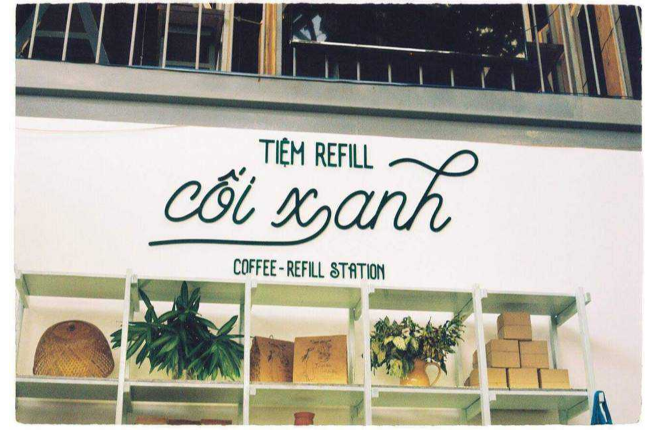 TIỆM REFILL
cối xanh
COFFEE - REFILL STATION